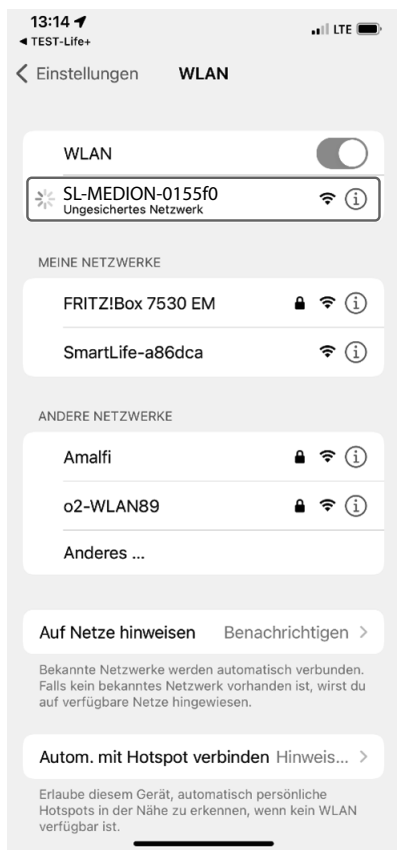 13:14
LTE
◀ TEST-Life+
Einstellungen WLAN
WLAN
SL-MEDION-0155f0
Ungesichertes Netzwerk
MEINE NETZWERKE
FRITZ!Box 7530 EM
SmartLife-a86dca
ANDERE NETZWERKE
Amalfi
o2-WLAN89
Anderes ...
Auf Netze hinweisen Benachrichtigen
Bekannte Netzwerke werden automatisch verbunden.
Falls kein bekanntes Netzwerk vorhanden ist, wirst du
auf verfügbare Netze hingewiesen.
Autom. mit Hotspot verbinden Hinweis...
Erlaube diesem Gerät, automatisch persönliche
Hotspots in der Nähe zu erkennen, wenn kein WLAN
verfügbar ist.